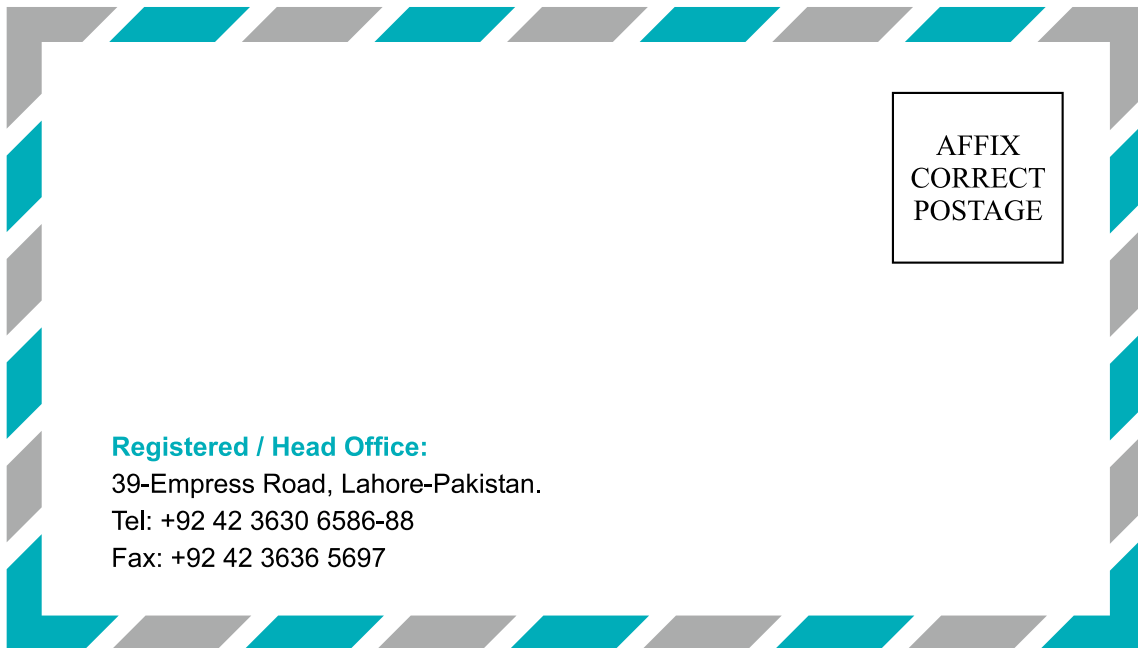 AFFIX
CORRECT
POSTAGE
Registered / Head Office:
39-Empress Road, Lahore-Pakistan.
Tel: +92 42 3630 6586-88
Fax: +92 42 3636 5697